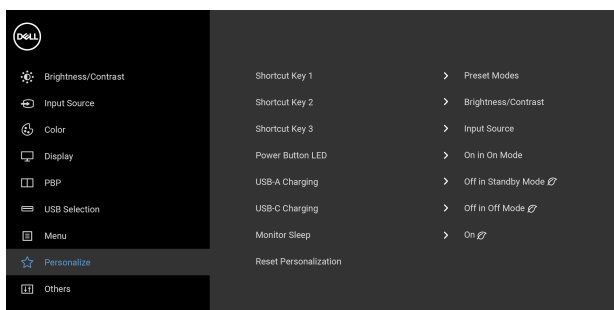 DELL
Brightness/Contrast
Input Source
Color
Display
PBP
USB Selection
Menu
Personalize
Others
Shortcut Key 1 > Preset Modes
Shortcut Key 2 > Brightness/Contrast
Shortcut Key 3 > Input Source
Power Button LED > On in On Mode
USB-A Charging > Off in Standby Mode
USB-C Charging > Off in Off Mode
Monitor Sleep > On
Reset Personalization